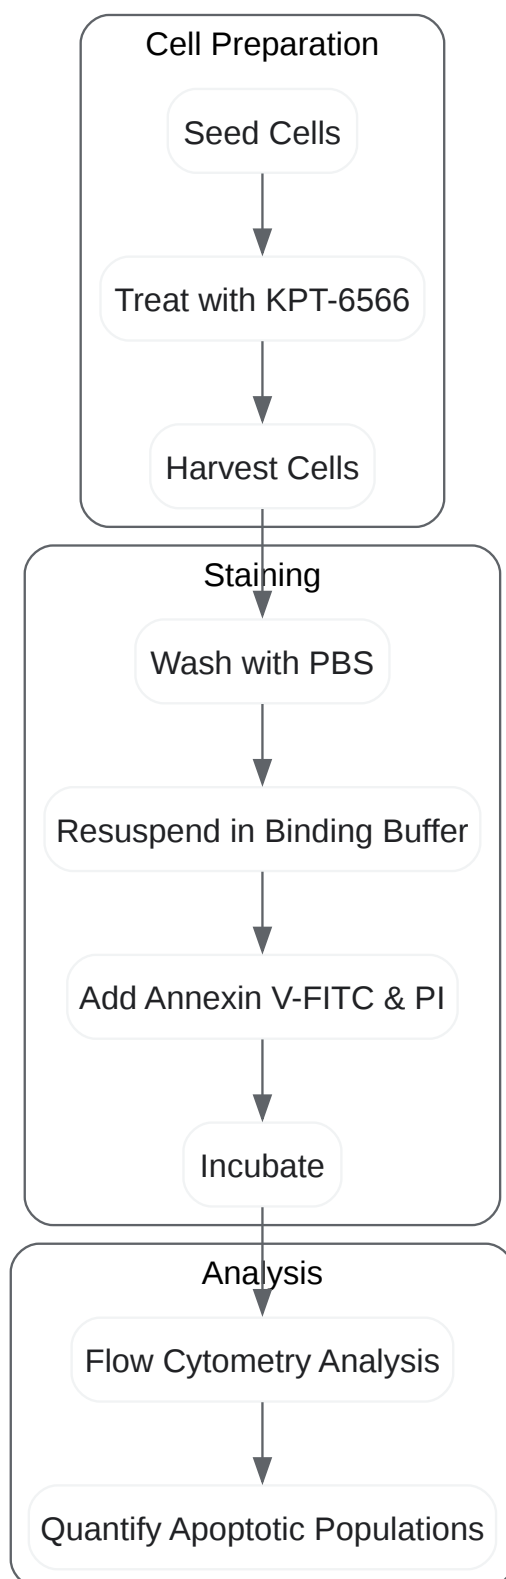 Cell Preparation
Seed Cells
Treat with KPT-6566
Harvest Cells
Staining
Wash with PBS
Resuspend in Binding Buffer
Add Annexin V-FITC & PI
Incubate
Analysis
Flow Cytometry Analysis
Quantify Apoptotic Populations